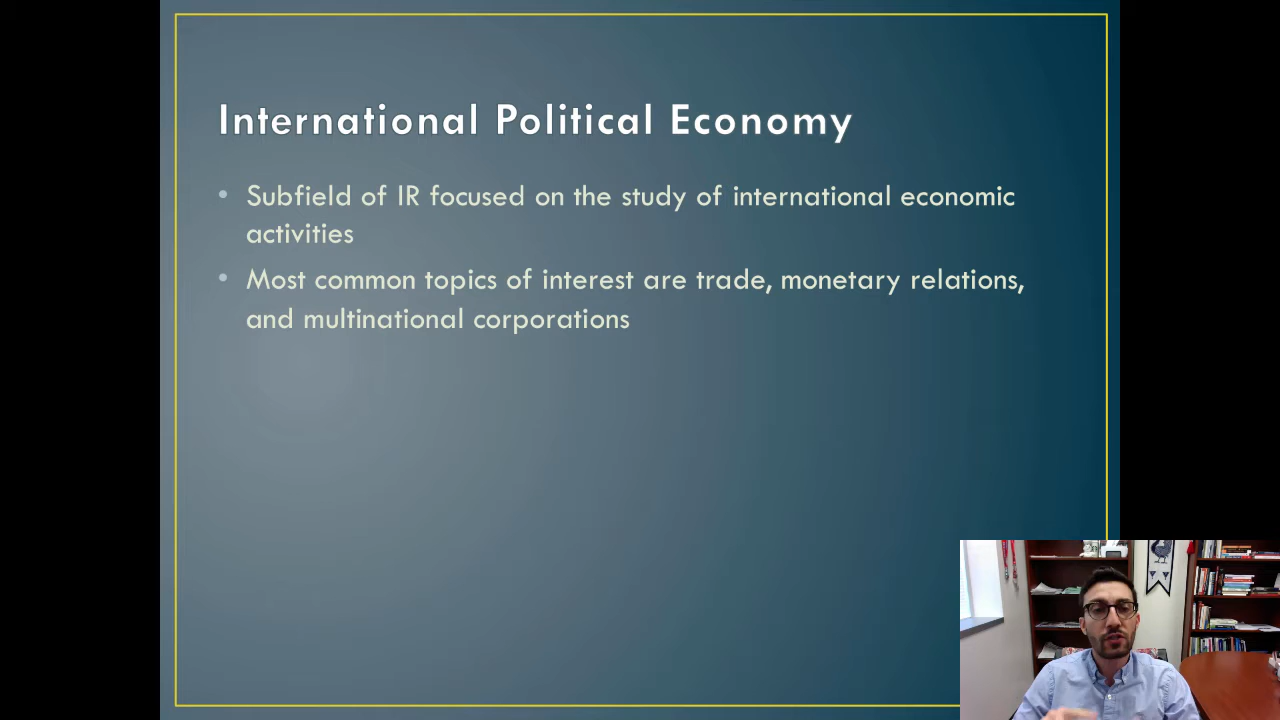 International Political Economy
• Subfield of IR focused on the study of international economic
activities
• Most common topics of interest are trade, monetary relations,
and multinational corporations